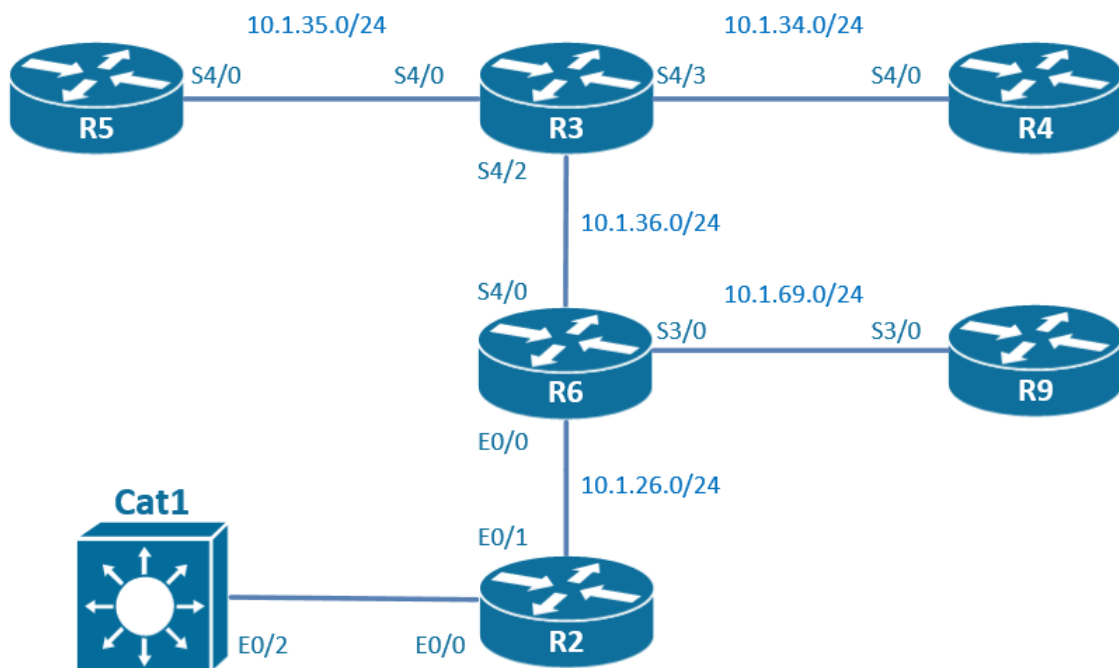 10.1.35.0/24
10.1.34.0/24
S4/0
S4/0
S4/3
S4/0
R5
R3
R4
S4/2
10.1.36.0/24
S4/0
10.1.69.0/24
S3/0
S3/0
R6
R9
E0/0
10.1.26.0/24
Cat1
E0/1
E0/2
E0/0
R2